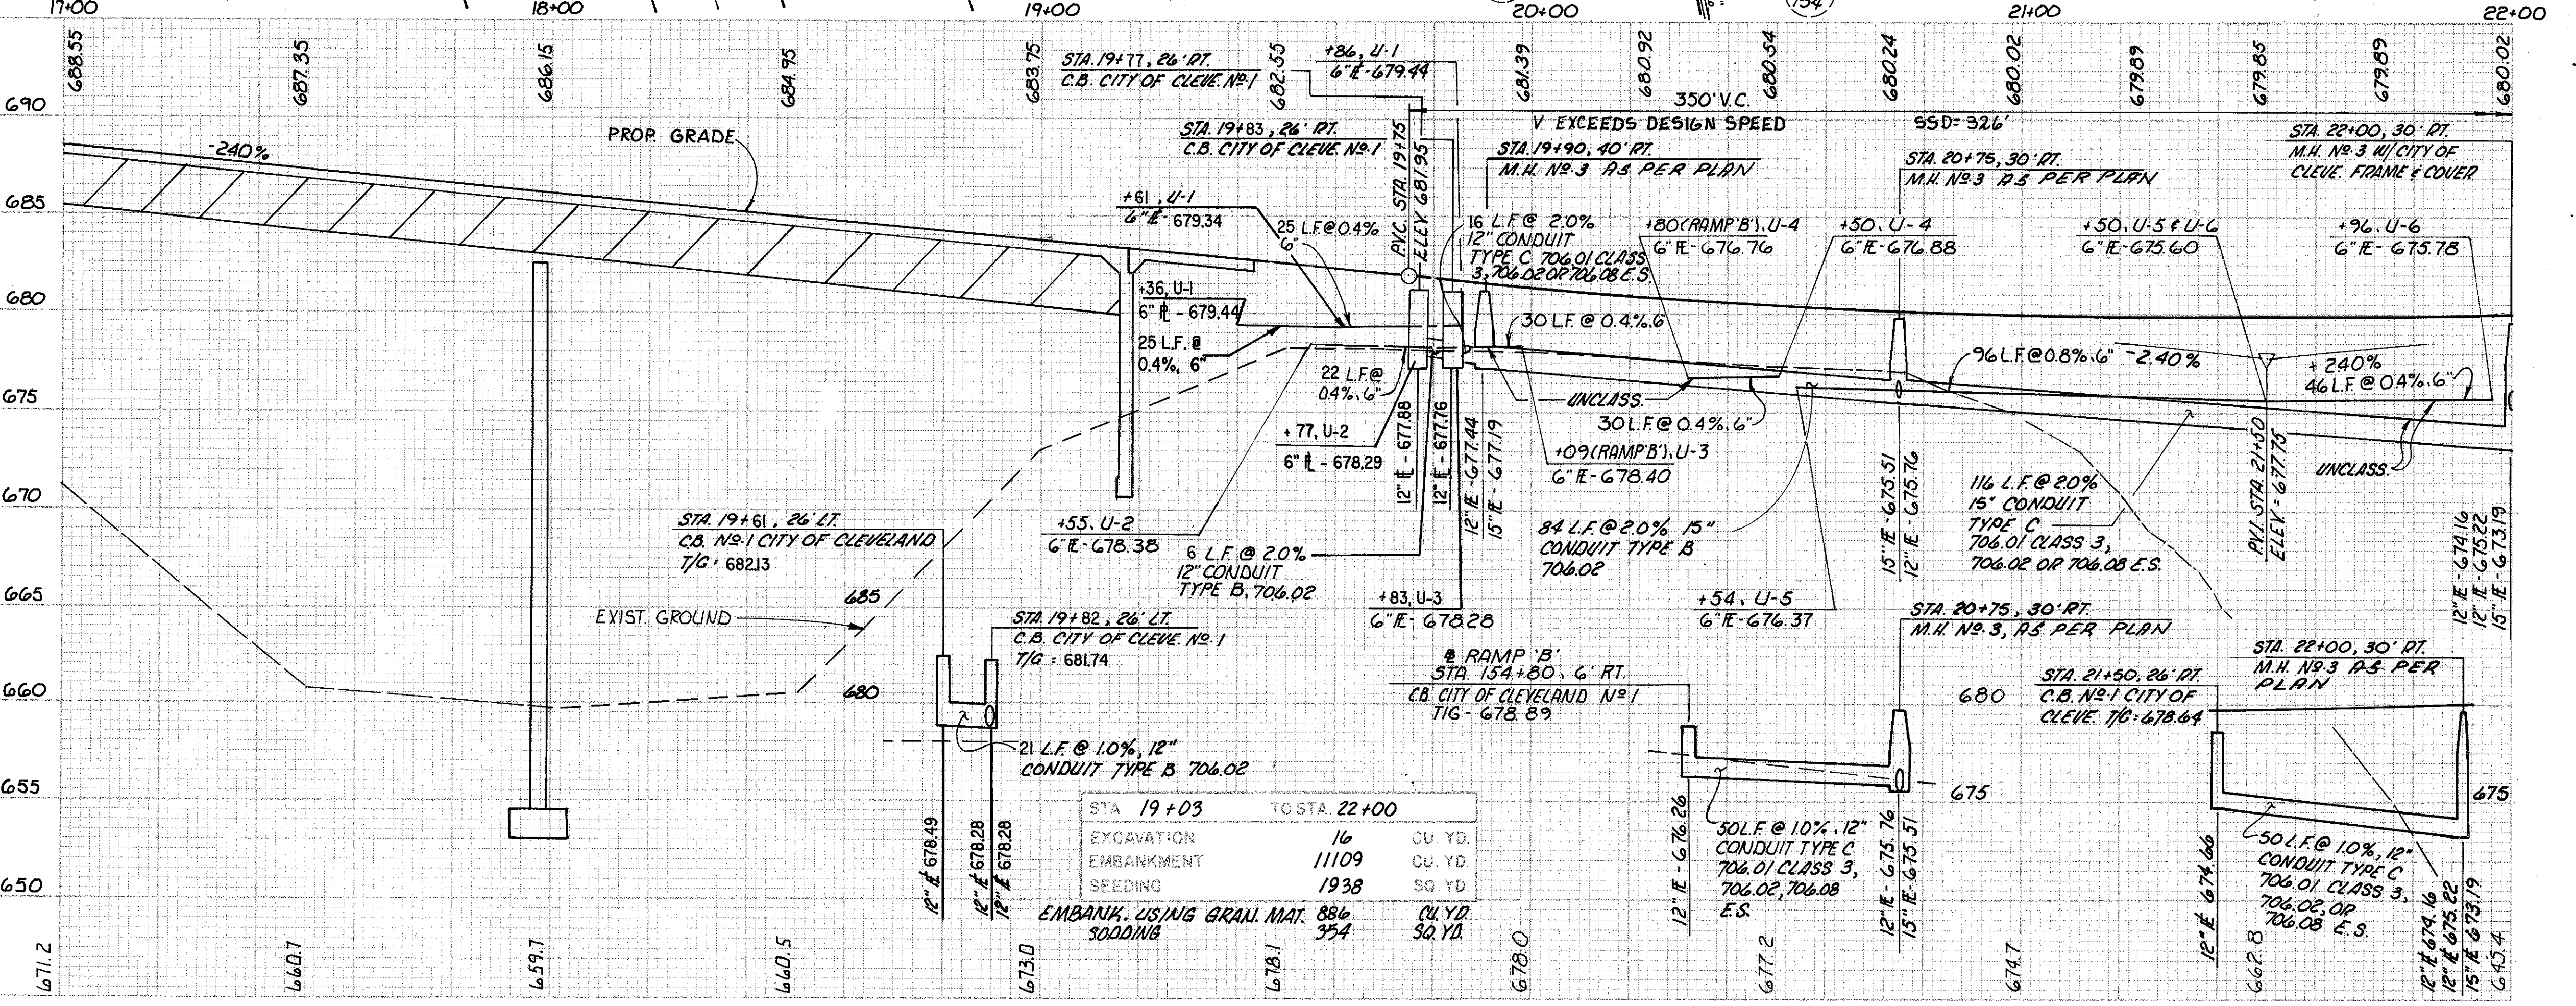 17+00
18+00
19+00
20+00
21+00
22+00
154
688.55
687.35
686.15
684.95
683.75
682.55
681.39
680.92
680.54
680.24
680.02
679.89
679.85
679.89
680.02
690
685
680
675
670
665
660
655
650
-2.40%
PROP. GRADE
STA. 19+77, 26' RT.
C.B. CITY OF CLEVE. Nº.1
+86, U-1
6" ℄-679.44
350' V.C.
V EXCEEDS DESIGN SPEED
SSD= 326'
P.V.C. STA. 19+75
ELEV. 681.95
STA. 19+83, 26' RT.
C.B. CITY OF CLEVE. Nº.1
STA. 19+90, 40' RT.
M.H. Nº.3 AS PER PLAN
STA. 20+75, 30' RT.
M.H. Nº.3 AS PER PLAN
STA. 22+00, 30' RT.
M.H. Nº.3 W/ CITY OF
CLEVE. FRAME & COVER
+61, U-1
6" ℄- 679.34
25 L.F. @ 0.4%
6"
16 L.F. @ 2.0%
12" CONDUIT
TYPE C 706.01 CLASS
3, 706.02 OR 706.08 E.S.
+80 (RAMP 'B'), U-4
6" ℄- 676.76
+50, U-4
6" ℄-676.88
+50, U-5 & U-6
6" ℄-675.60
+96, U-6
6" ℄- 675.78
+36, U-1
6" ℄ - 679.44
25 L.F. @
0.4%, 6"
22 L.F. @
0.4%, 6"
30 L.F. @ 0.4%, 6"
96 L.F. @ 0.8%, 6"
-2.40%
+ 2.40%
46 L.F. @ 0.4%, 6"
UNCLASS.
30 L.F. @ 0.4%, 6"
+ 77, U-2
6" ℄ - 678.29
12" ℄ - 677.88
12" ℄ - 677.76
12" ℄ - 677.44
15" ℄ - 677.19
+09 (RAMP 'B'), U-3
6" ℄-678.40
UNCLASS.
P.V.I. STA. 21+50
ELEV. = 677.75
15" ℄ - 675.51
12" ℄ - 675.76
116 L.F. @ 2.0%
15" CONDUIT
TYPE C
706.01 CLASS 3,
706.02 OR 706.08 E.S.
12" ℄ - 674.16
12" ℄ - 675.22
15" ℄ - 673.19
STA. 19+61, 26' LT.
C.B. Nº.1 CITY OF CLEVELAND
T/G = 682.13
+55, U-2
6" ℄-678.38
6 L.F. @ 2.0%
12" CONDUIT
TYPE B, 706.02
84 L.F. @ 2.0% 15"
CONDUIT TYPE B
706.02
+83, U-3
6" ℄- 678.28
+54, U-5
6" ℄-676.37
EXIST. GROUND
685
680
STA. 19+82, 26' LT.
C.B. CITY OF CLEVE. Nº.1
T/G = 681.74
21 L.F. @ 1.0%, 12"
CONDUIT TYPE B 706.02
12" ℄ 678.49
12" ℄ 678.28
12" ℄ 678.28
℄ RAMP 'B'
STA. 154+80, 6' RT.
C.B. CITY OF CLEVELAND Nº 1
T/G - 678.89
STA. 20+75, 30' RT.
M.H. Nº.3, AS PER PLAN
680
675
STA. 21+50, 26' RT.
C.B. Nº.1 CITY OF
CLEVE. T/G = 678.64
STA. 22+00, 30' RT.
M.H. Nº.3 AS PER
PLAN
675
12" ℄ - 676.26
50 L.F. @ 1.0%, 12"
CONDUIT TYPE C
706.01 CLASS 3,
706.02, 706.08
E.S.
12" ℄ - 675.76
15" ℄ - 675.51
12" ℄ 674.66
50 L.F. @ 1.0%, 12"
CONDUIT TYPE C
706.01 CLASS 3,
706.02, OR
706.08 E.S.
12" ℄ 674.16
12" ℄ 675.22
15" ℄ 673.19
STA 19+03 TO STA. 22+00
EXCAVATION 16 CU. YD.
EMBANKMENT 11109 CU. YD.
SEEDING 1938 SQ. YD
EMBANK. USING GRAN. MAT. 886 CU. YD.
SODDING 354 SQ. YD.
671.2
660.7
659.7
660.5
673.0
678.1
678.0
677.2
674.7
662.8
645.4